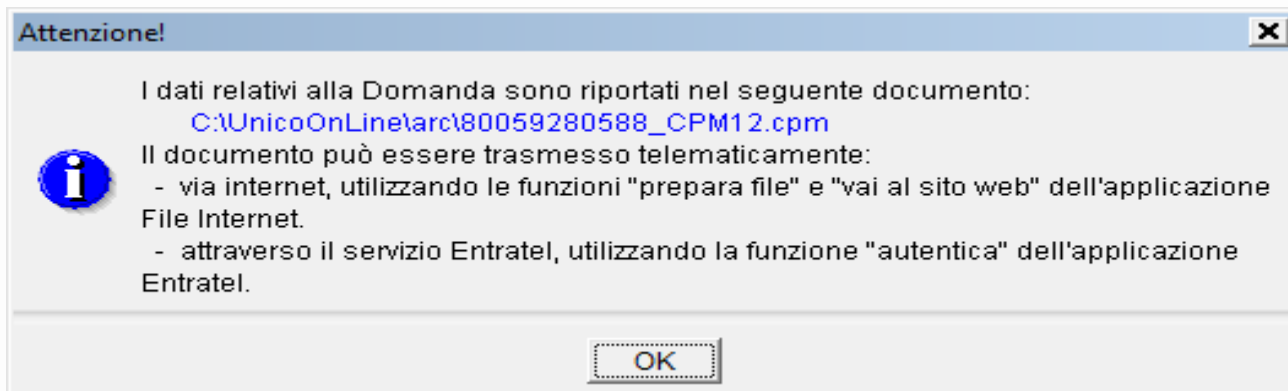 Attenzione!
I dati relativi alla Domanda sono riportati nel seguente documento:
C:\UnicoOnLine\arc\80059280588_CPM12.cpm
Il documento può essere trasmesso telematicamente:
- via internet, utilizzando le funzioni "prepara file" e "vai al sito web" dell'applicazione
File Internet.
- attraverso il servizio Entratel, utilizzando la funzione "autentica" dell'applicazione
Entratel.
OK